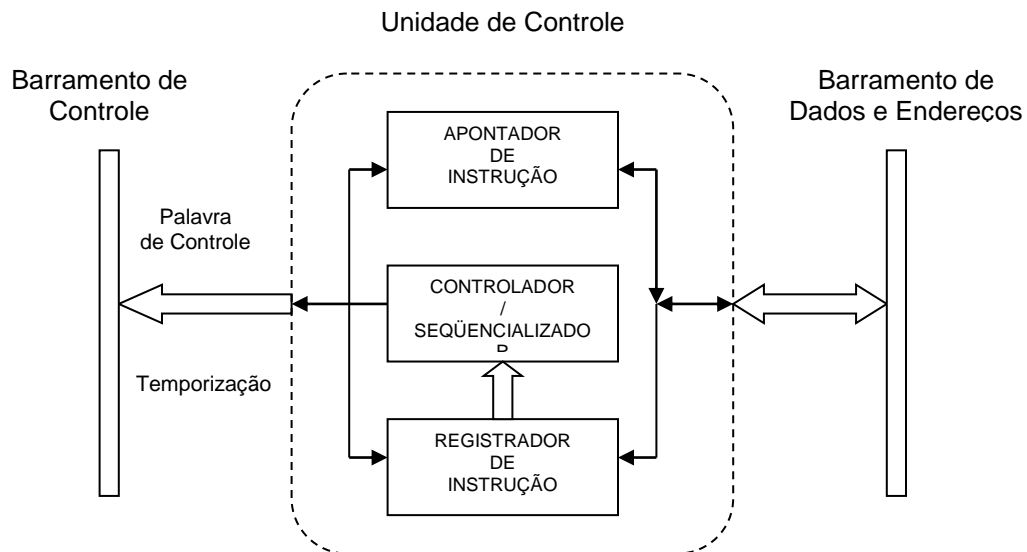 Unidade de Controle
Barramento de
Controle
Barramento de
Dados e Endereços
APONTADOR
DE
INSTRUÇÃO
Palavra
de Controle
CONTROLADOR
/
SEQÜENCIALIZADO
R
Temporização
REGISTRADOR
DE
INSTRUÇÃO